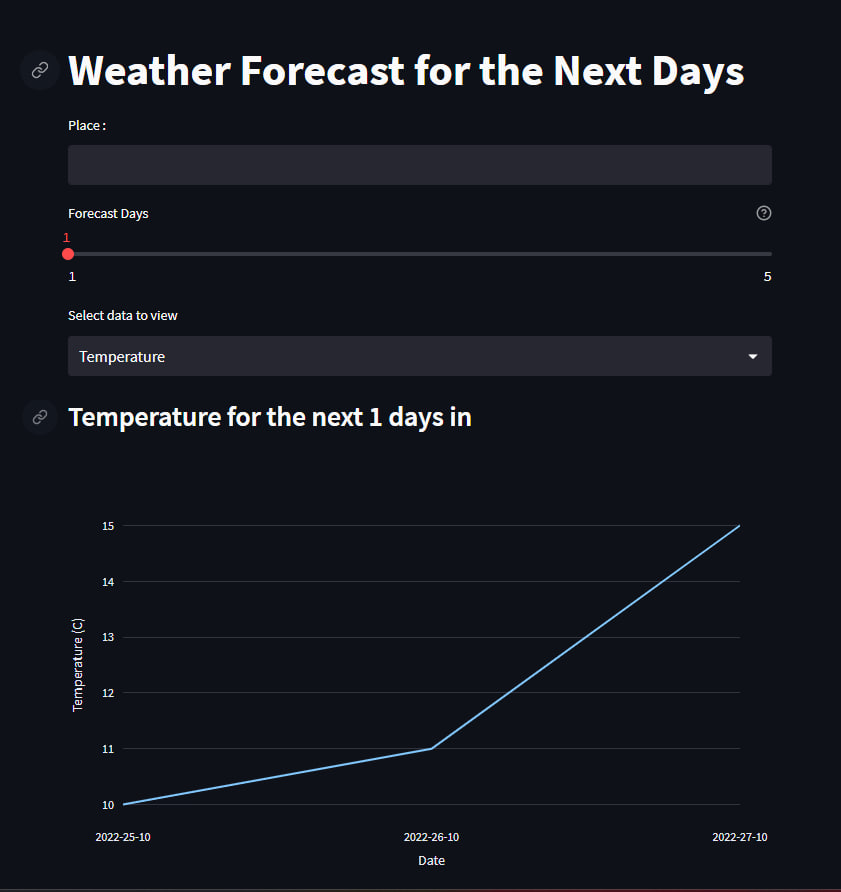 Weather Forecast for the Next Days
Place :
Forecast Days
1
1 5
Select data to view
Temperature
Temperature for the next 1 days in
15
14
13
12
11
10
Temperature (C)
2022-25-10 2022-26-10 2022-27-10
Date